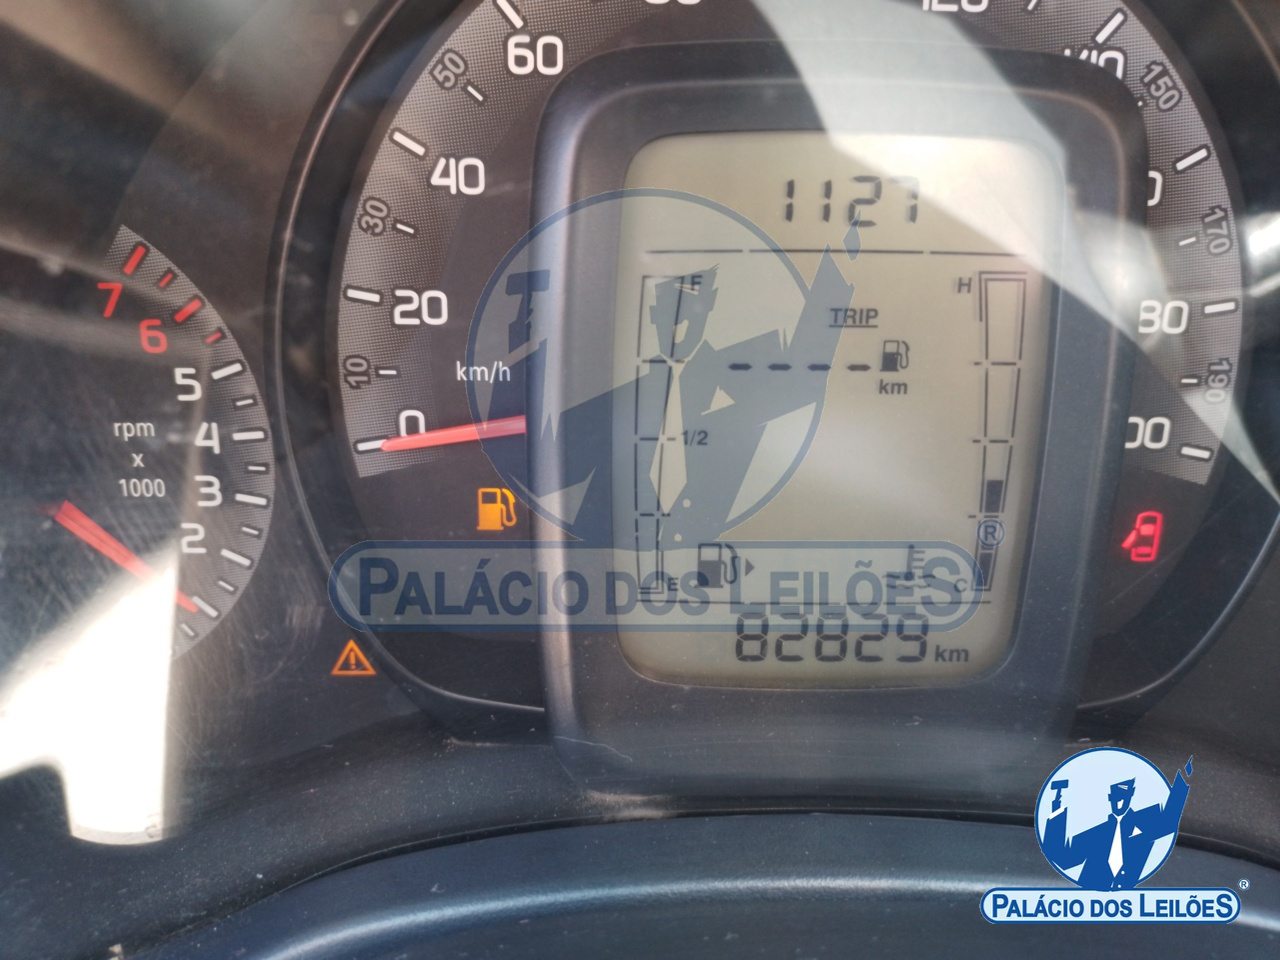 60
50
40
30
20
10
0
km/h
7
6
5
4
3
2
rpm
x
1000
120
150
170
190
1127
F
H
TRIP
- - - -
km
1/2
E
C
82829 km
PALÁCIO DOS LEILÕES ®
PALÁCIO DOS LEILÕES ®